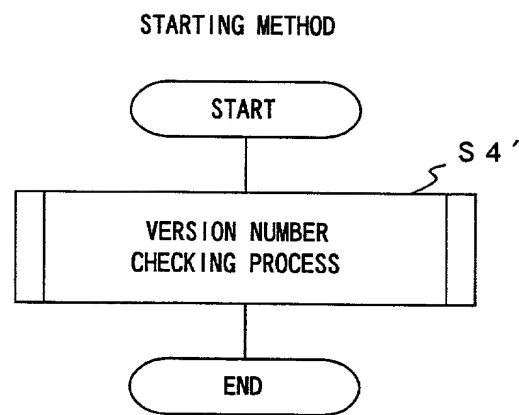 STARTING METHOD
START
S4´
VERSION NUMBER
CHECKING PROCESS
END